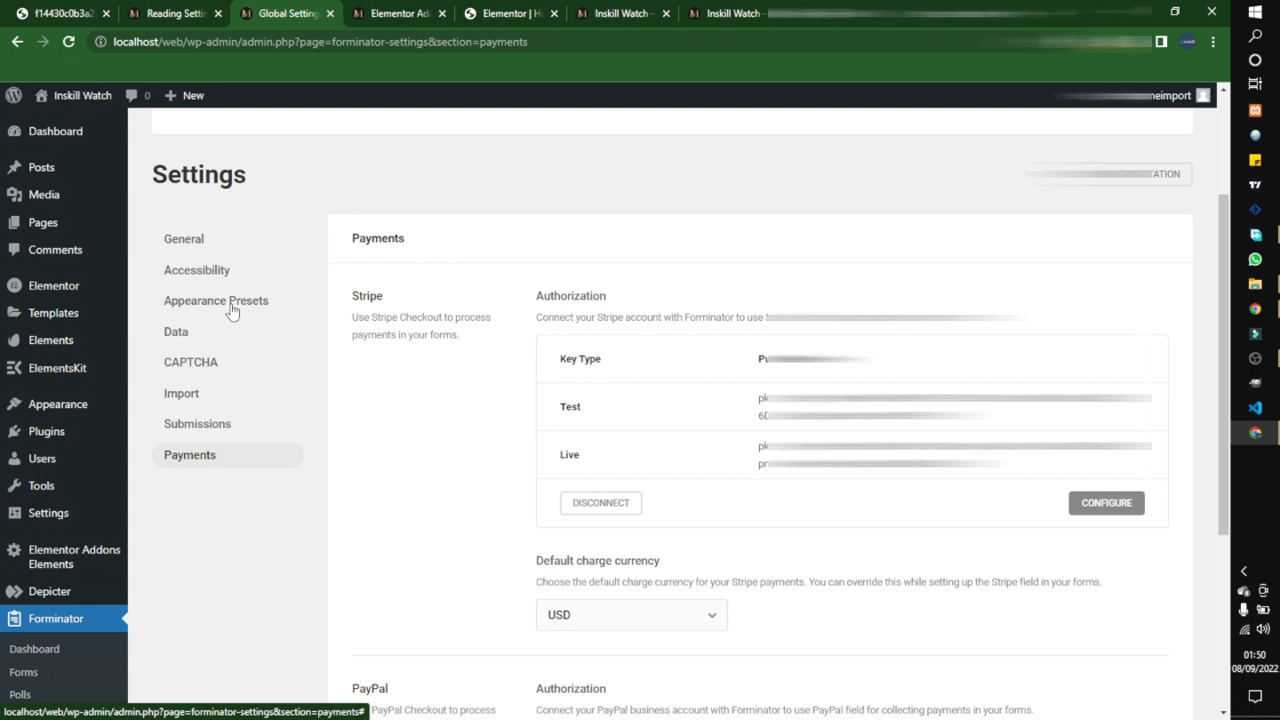 f14430c0b3a2
Reading Settin
Global Setting
Elementor Ad
Elementor | H
Inskill Watch -
Inskill Watch -
localhost/web/wp-admin/admin.php?page=forminator-settings&section=payments
Inskill Watch
0
New
heimport
Dashboard
Posts
Media
Pages
Comments
Elementor
Templates
Elements
ElementsKit
Appearance
Plugins
Users
Tools
Settings
Elementor Addons
Elements
Depicter
Forminator
Dashboard
Forms
Polls
Settings
ATION
General
Accessibility
Appearance Presets
Data
CAPTCHA
Import
Submissions
Payments
Payments
Stripe
Use Stripe Checkout to process
payments in your forms.
Authorization
Connect your Stripe account with Forminator to use
Key Type
Test
pk
Live
pk
pr
DISCONNECT
CONFIGURE
Default charge currency
Choose the default charge currency for your Stripe payments. You can override this while setting up the Stripe field in your forms.
USD
PayPal
PayPal Checkout to process
Authorization
Connect your PayPal business account with Forminator to use PayPal field for collecting payments in your forms.
localhost/web/wp-admin/admin.php?page=forminator-settings&section=payments#
01:50
08/09/2022